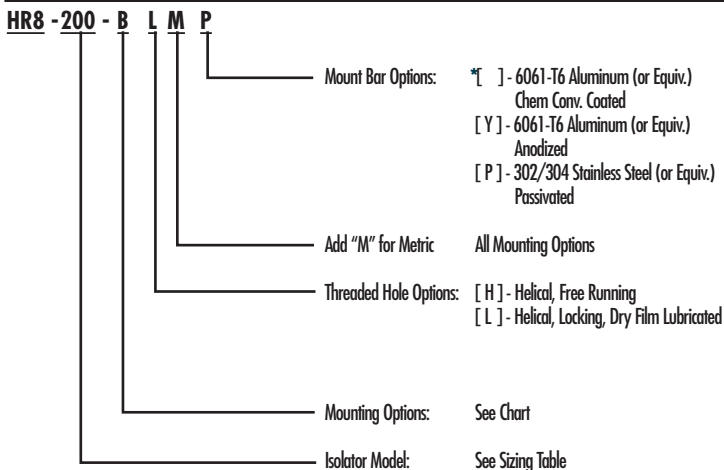 HR8 - 200 - B L M P
Mount Bar Options: *[ ] - 6061-T6 Aluminum (or Equiv.)
Chem Conv. Coated
[ Y ] - 6061-T6 Aluminum (or Equiv.)
Anodized
[ P ] - 302/304 Stainless Steel (or Equiv.)
Passivated
Add “M” for Metric All Mounting Options
Threaded Hole Options: [ H ] - Helical, Free Running
[ L ] - Helical, Locking, Dry Film Lubricated
Mounting Options: See Chart
Isolator Model: See Sizing Table